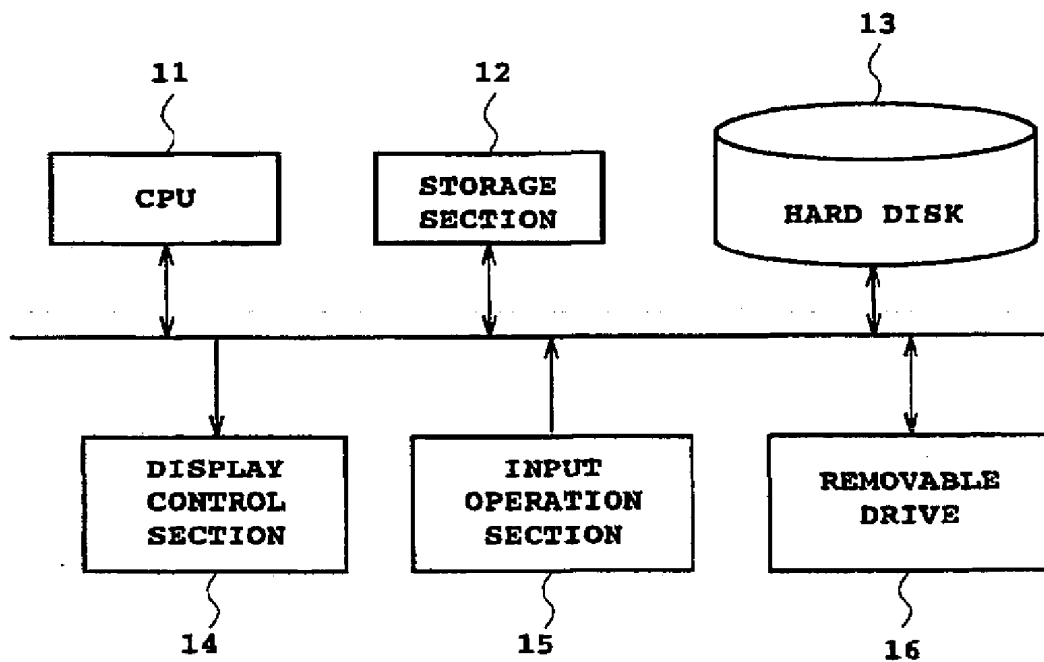 13
11
12
CPU
STORAGE
SECTION
HARD DISK
DISPLAY
CONTROL
SECTION
INPUT
OPERATION
SECTION
REMOVABLE
DRIVE
14
15
16